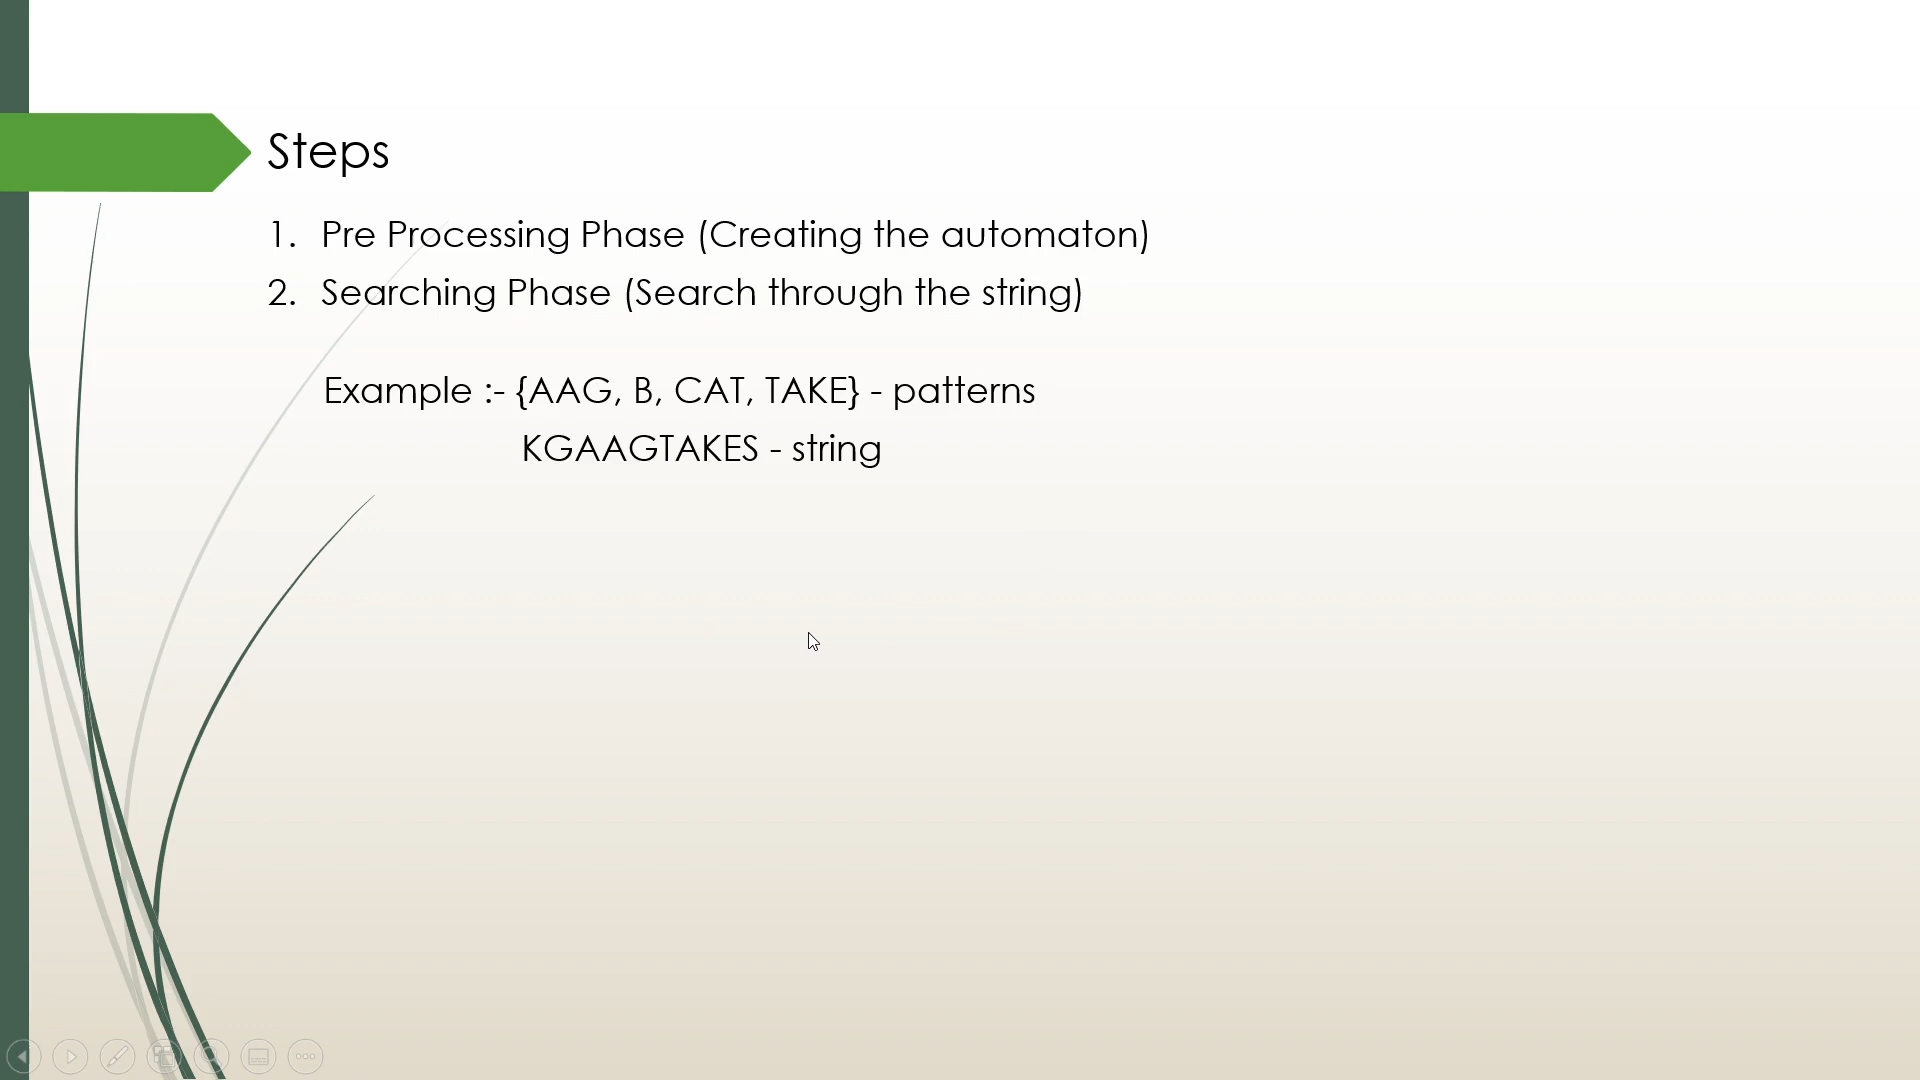 Steps
1. Pre Processing Phase (Creating the automaton)
2. Searching Phase (Search through the string)
Example :- {AAG, B, CAT, TAKE} - patterns
KGAAGTAKES - string